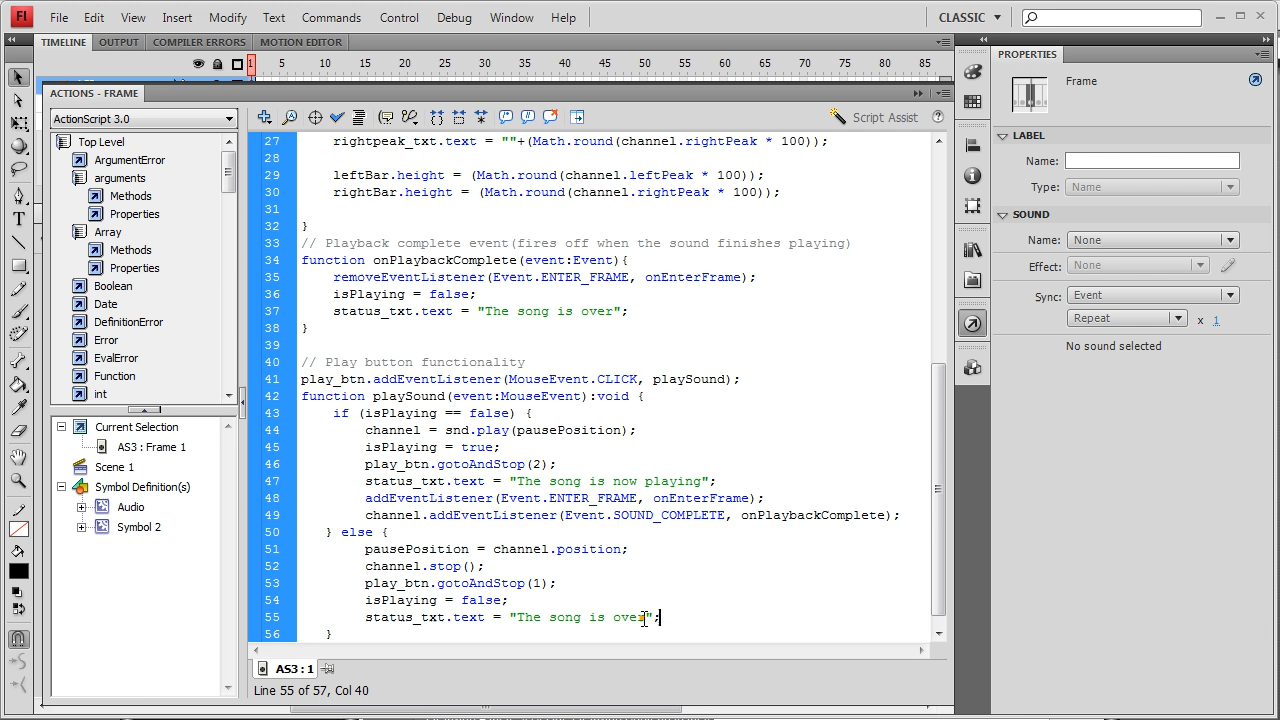 Fl File Edit View Insert Modify Text Commands Control Debug Window Help CLASSIC
TIMELINE OUTPUT COMPILER ERRORS MOTION EDITOR
1 5 10 15 20 25 30 35 40 45 50 55 60 65 70 75 80 85
ACTIONS - FRAME
ActionScript 3.0
Script Assist
Top Level
ArgumentError
arguments
Methods
Properties
Array
Methods
Properties
Boolean
Date
DefinitionError
Error
EvalError
Function
int
Current Selection
AS3 : Frame 1
Scene 1
Symbol Definition(s)
Audio
Symbol 2
27 rightpeak_txt.text = ""+(Math.round(channel.rightPeak * 100));
28
29 leftBar.height = (Math.round(channel.leftPeak * 100));
30 rightBar.height = (Math.round(channel.rightPeak * 100));
31
32 }
33 // Playback complete event(fires off when the sound finishes playing)
34 function onPlaybackComplete(event:Event){
35 removeEventListener(Event.ENTER_FRAME, onEnterFrame);
36 isPlaying = false;
37 status_txt.text = "The song is over";
38 }
39
40 // Play button functionality
41 play_btn.addEventListener(MouseEvent.CLICK, playSound);
42 function playSound(event:MouseEvent):void {
43 if (isPlaying == false) {
44 channel = snd.play(pausePosition);
45 isPlaying = true;
46 play_btn.gotoAndStop(2);
47 status_txt.text = "The song is now playing";
48 addEventListener(Event.ENTER_FRAME, onEnterFrame);
49 channel.addEventListener(Event.SOUND_COMPLETE, onPlaybackComplete);
50 } else {
51 pausePosition = channel.position;
52 channel.stop();
53 play_btn.gotoAndStop(1);
54 isPlaying = false;
55 status_txt.text = "The song is over";
56 }
AS3 : 1
Line 55 of 57, Col 40
PROPERTIES
Frame
LABEL
Name:
Type: Name
SOUND
Name: None
Effect: None
Sync: Event
Repeat x 1
No sound selected